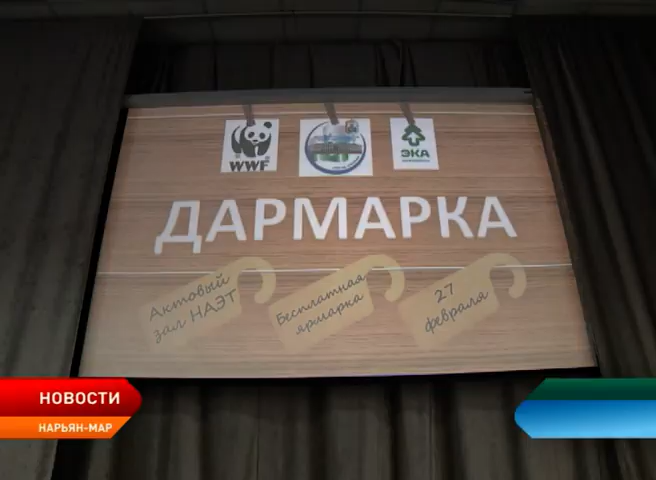 WWF
ЭКА
ДАРМАРКА
Актовый
зал НАЭТ
Бесплатная
ярмарка
27
февраля
НОВОСТИ
НАРЬЯН-МАР